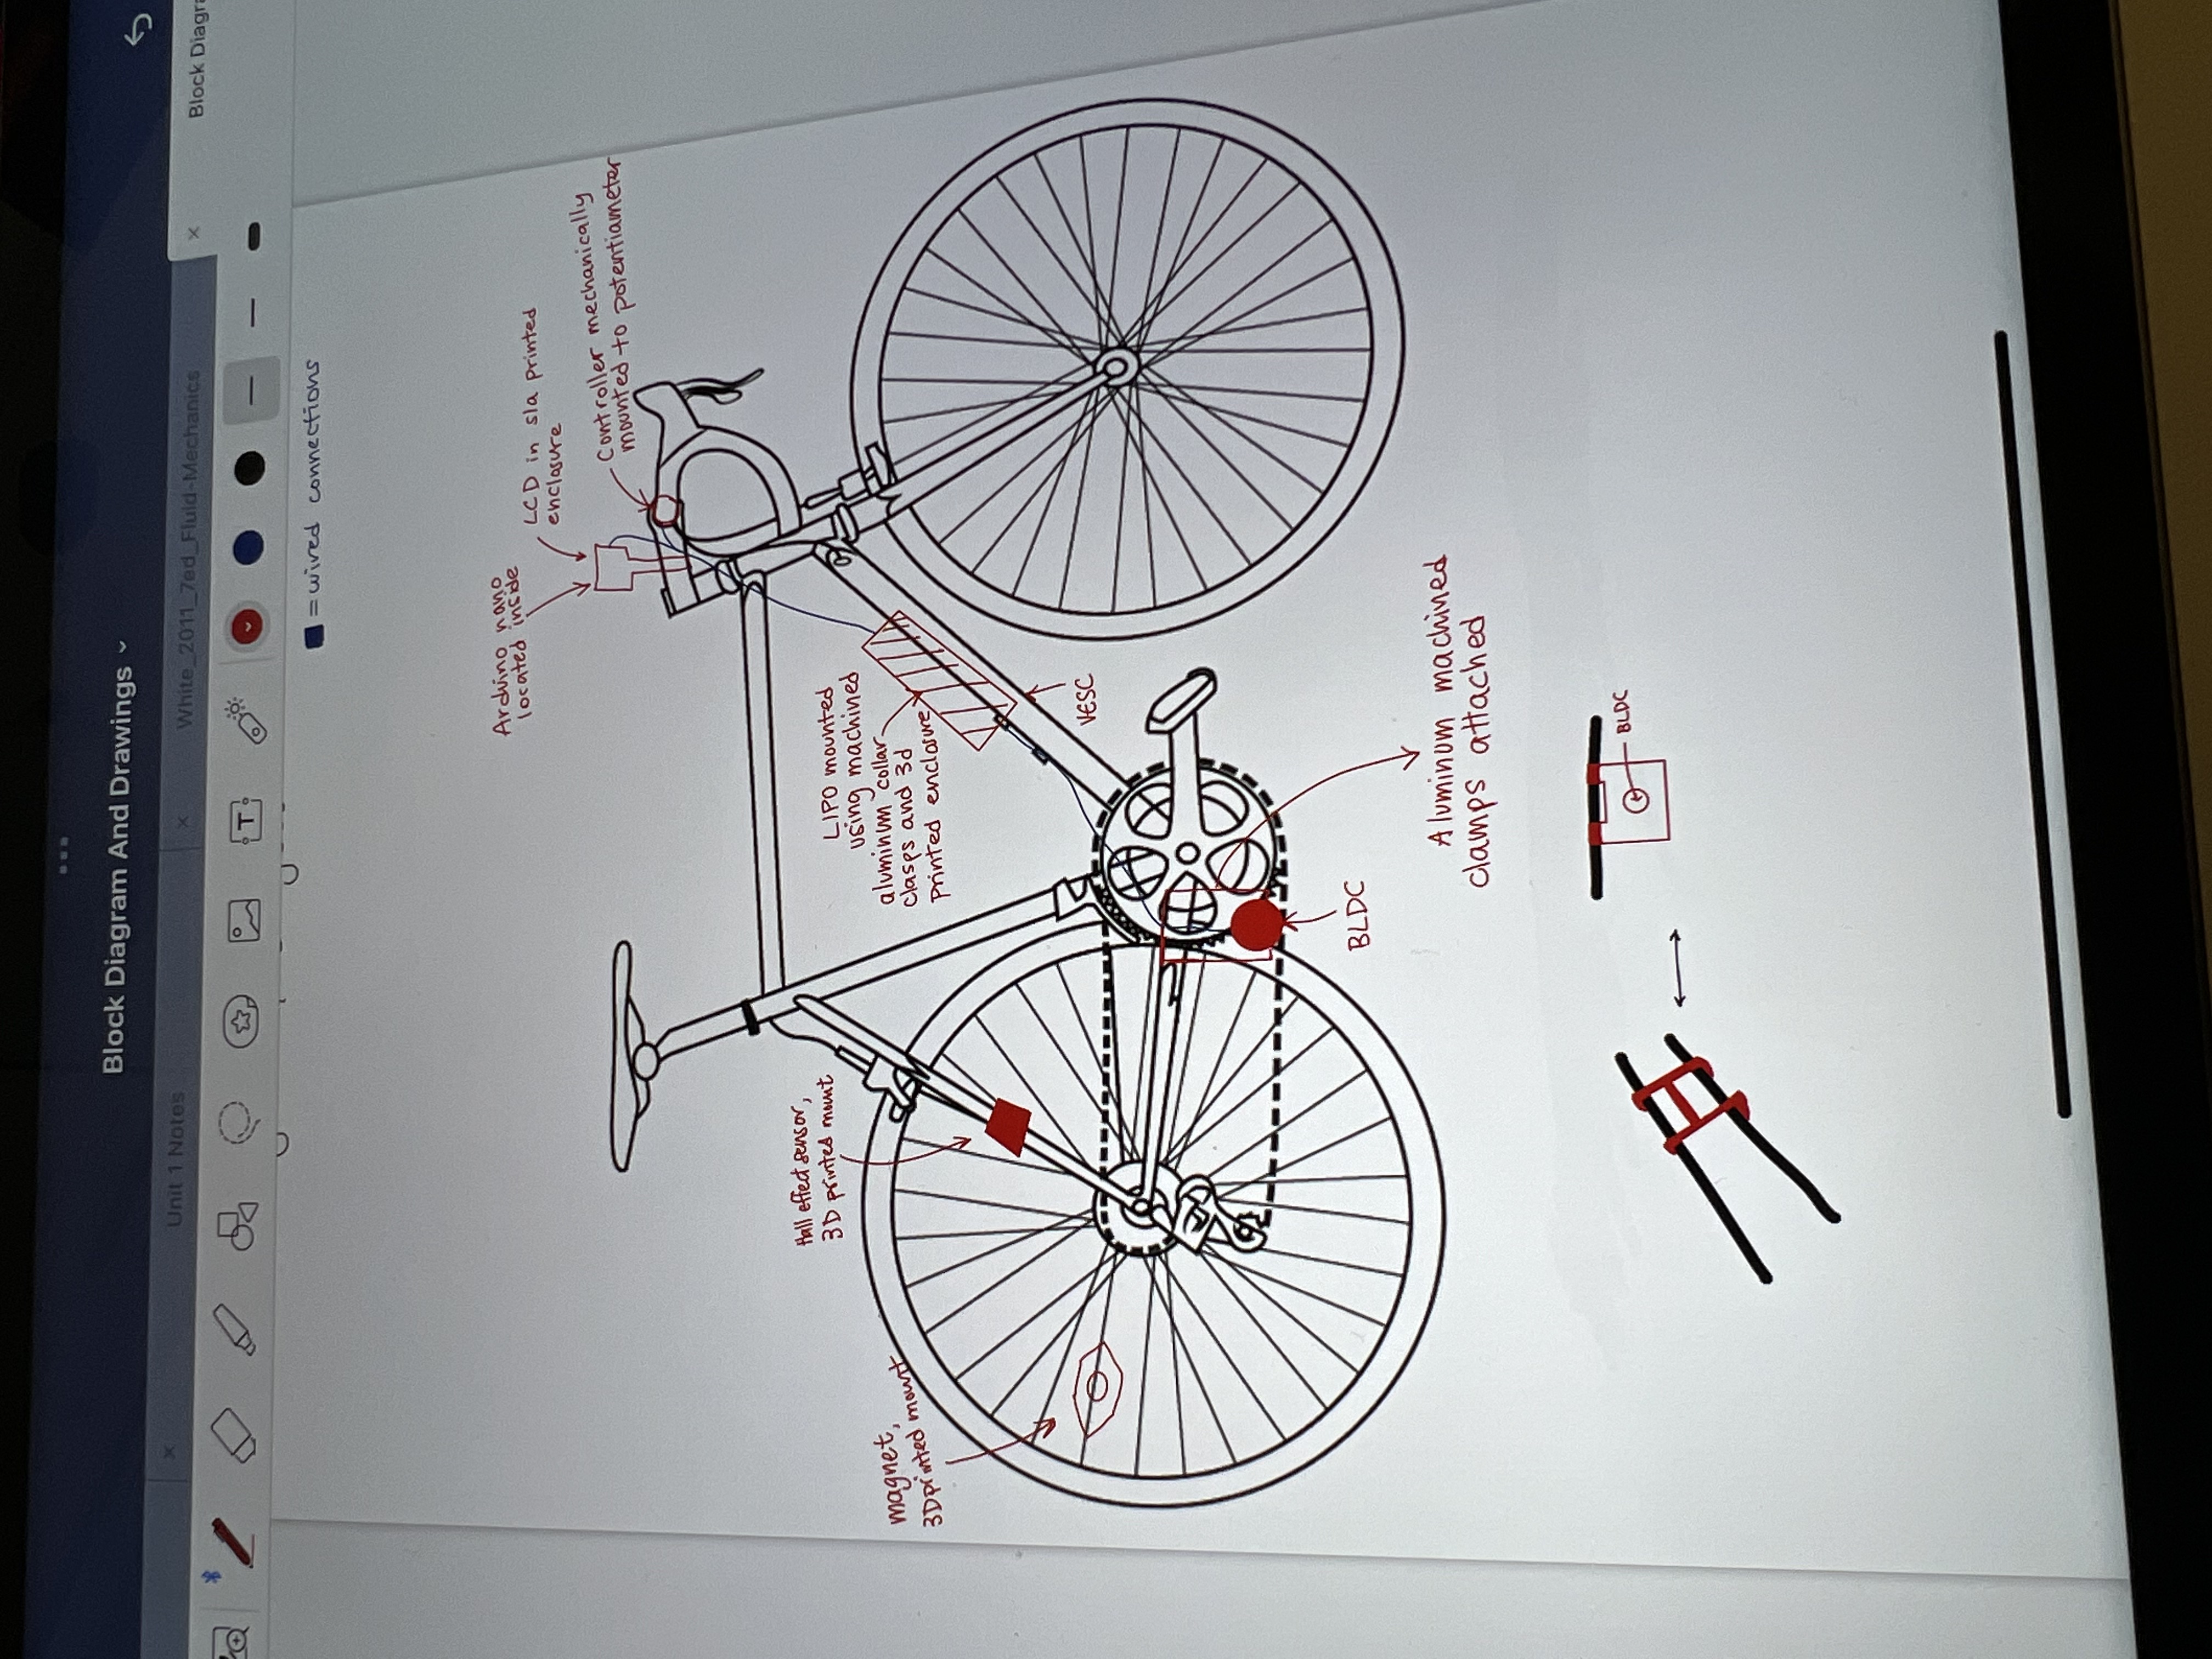 Block Diagram And Drawings
Unit 1 Notes
White_2011_7ed_Fluid-Mechanics
Block Diagra
T
= wired connections
Arduino nano
located inside
LCD in sla printed
enclosure
Controller mechanically
mounted to potentiameter
Hall effect sensor,
3D printed mount
magnet,
3D printed mount
LIPO mounted
using machined
aluminum collar
clasps and 3d
printed enclosure
VESC
BLDC
Aluminum machined
clamps attached
BLDC